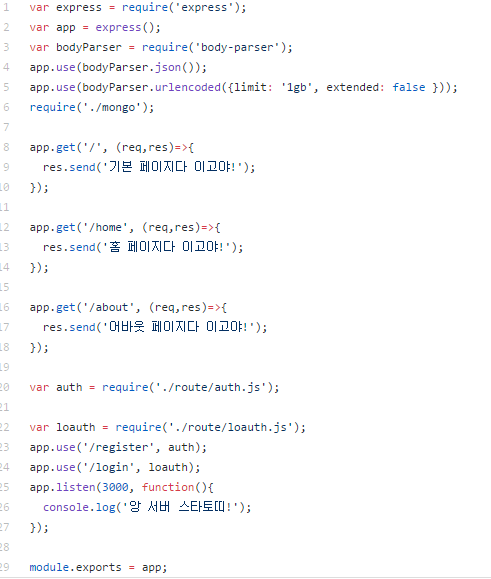 1 var express = require('express');
2 var app = express();
3 var bodyParser = require('body-parser');
4 app.use(bodyParser.json());
5 app.use(bodyParser.urlencoded({limit: '1gb', extended: false }));
6 require('./mongo');
7
8 app.get('/', (req,res)=>{
9   res.send('기본 페이지다 이고야!');
10 });
11
12 app.get('/home', (req,res)=>{
13   res.send('홈 페이지다 이고야!');
14 });
15
16 app.get('/about', (req,res)=>{
17   res.send('어바웃 페이지다 이고야!');
18 });
19
20 var auth = require('./route/auth.js');
21
22 var loauth = require('./route/loauth.js');
23 app.use('/register', auth);
24 app.use('/login', loauth);
25 app.listen(3000, function(){
26   console.log('앙 서버 스타토띠!');
27 });
28
29 module.exports = app;